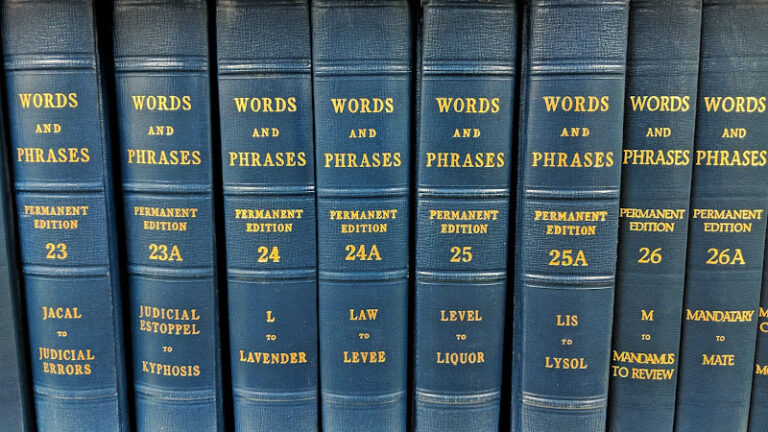 WORDS
AND
PHRASES
PERMANENT
EDITION
23
JACAL
TO
JUDICIAL
ERRORS
WORDS
AND
PHRASES
PERMANENT
EDITION
23A
JUDICIAL
ESTOPPEL
TO
KYPHOSIS
WORDS
AND
PHRASES
PERMANENT
EDITION
24
L
TO
LAVENDER
WORDS
AND
PHRASES
PERMANENT
EDITION
24A
LAW
TO
LEVEE
WORDS
AND
PHRASES
PERMANENT
EDITION
25
LEVEL
TO
LIQUOR
WORDS
AND
PHRASES
PERMANENT
EDITION
25A
LIS
TO
LYSOL
WORDS
AND
PHRASES
PERMANENT
EDITION
26
M
TO
MANDAMUS
TO REVIEW
WORDS
AND
PHRASES
PERMANENT
EDITION
26A
MANDATARY
TO
MATE